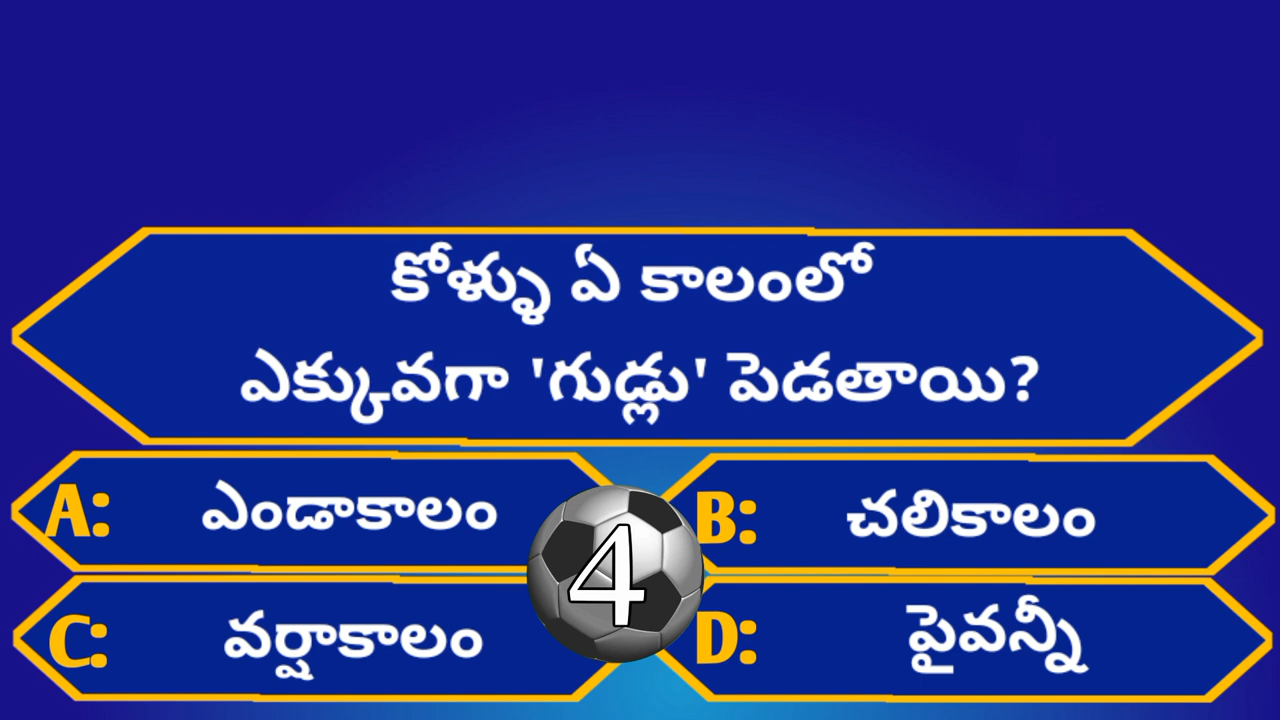 కోళ్ళు ఏ కాలంలో
ఎక్కువగా 'గుడ్లు' పెడతాయి?
A: ఎండాకాలం
B: చలికాలం
4
C: వర్షాకాలం
D: పైవన్నీ